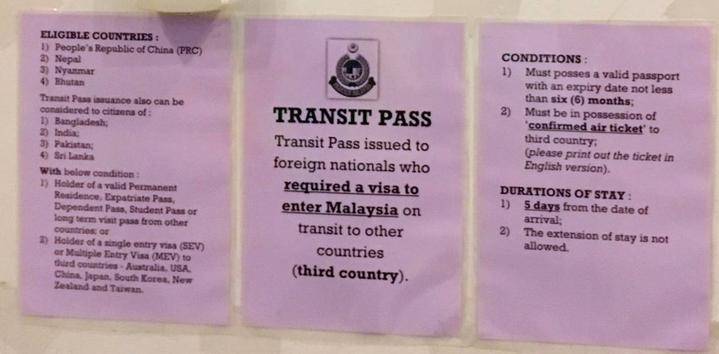 ELIGIBLE COUNTRIES :
1) People's Republic of China (PRC)
2) Nepal
3) Nyanmar
4) Bhutan
Transit Pass issuance also can be
considered to citizens of :
1) Bangladesh;
2) India;
3) Pakistan;
4) Sri Lanka
With below condition :
1) Holder of a valid Permanent
Residence, Expatriate Pass,
Dependent Pass, Student Pass or
long term visit pass from other
countries; or
2) Holder of a single entry visa (SEV)
or Multiple Entry Visa (MEV) to
third countries - Australia, USA,
China, Japan, South Korea, New
Zealand and Taiwan.
TRANSIT PASS
Transit Pass issued to
foreign nationals who
required a visa to
enter Malaysia on
transit to other
countries
(third country).
CONDITIONS :
1) Must posses a valid passport
with an expiry date not less
than six (6) months;
2) Must be in possession of
'confirmed air ticket' to
third country;
(please print out the ticket in
English version).
DURATIONS OF STAY :
1) 5 days from the date of
arrival;
2) The extension of stay is not
allowed.